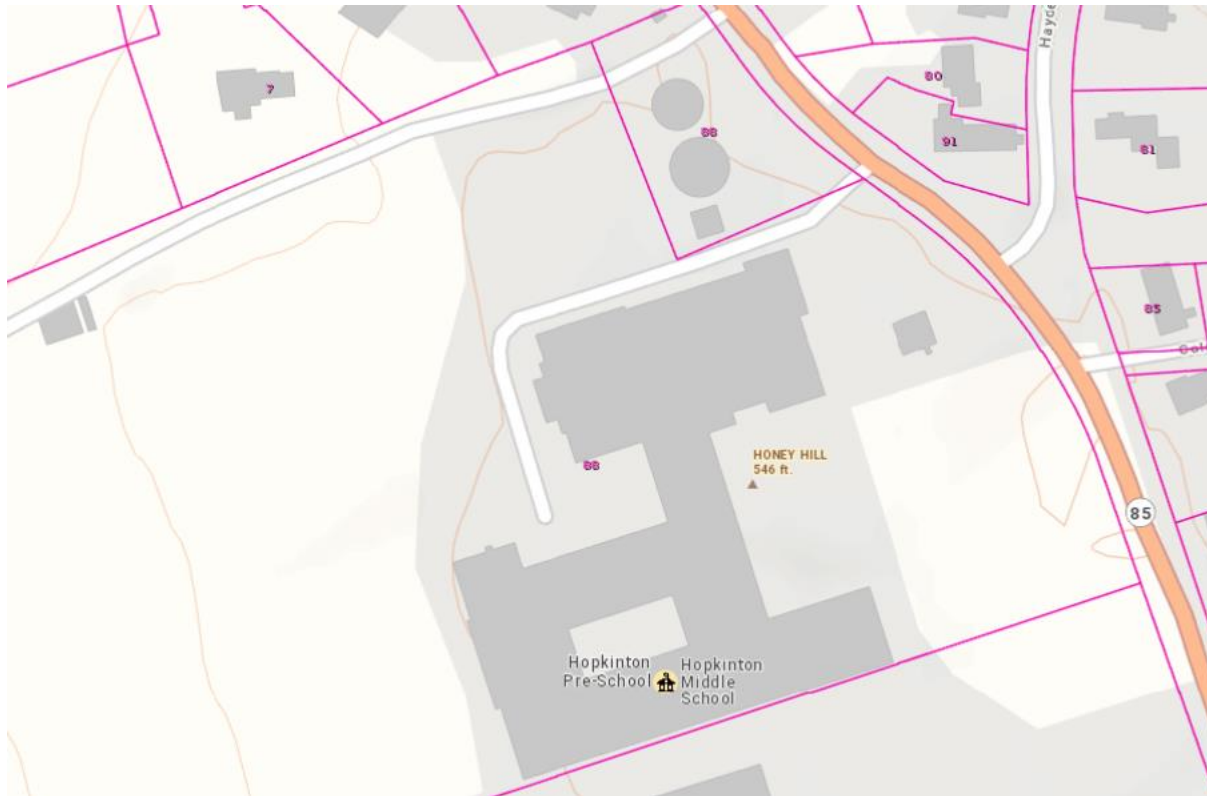 Hayde
80
7
88
91
81
85
Col
HONEY HILL
546 ft.
88
85
Hopkinton
Pre-School
Hopkinton
Middle
School